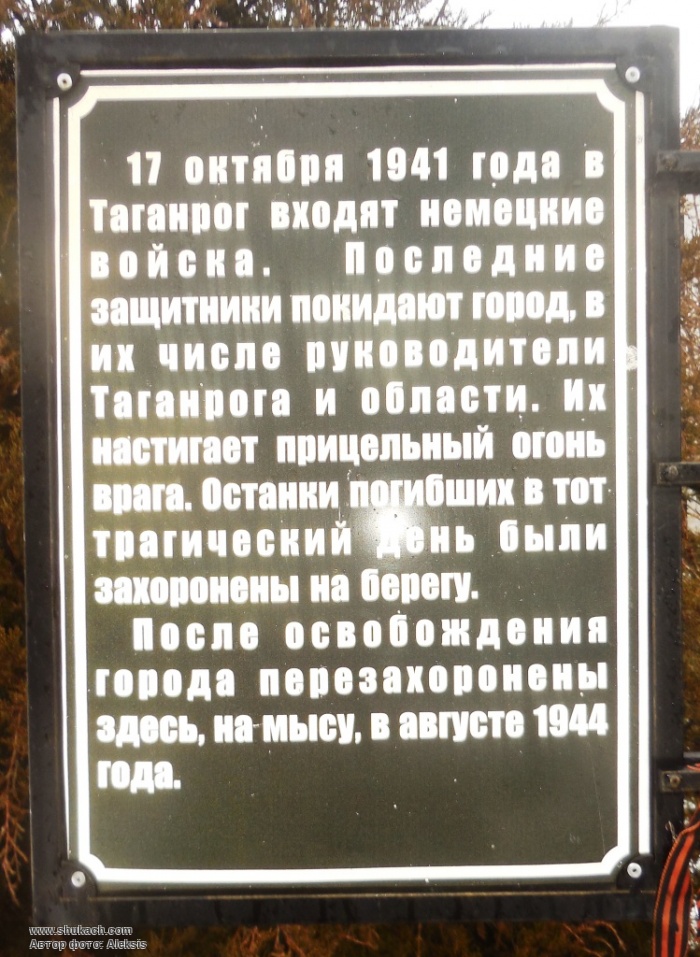 17 октября 1941 года в
Таганрог входят немецкие
войска. Последние
защитники покидают город, в
их числе руководители
Таганрога и области. Их
настигает прицельный огонь
врага. Останки погибших в тот
трагический день были
захоронены на берегу.
После освобождения
города перезахоронены
здесь, на мысу, в августе 1944
года.
www.shukach.com
Автор фото: Aleksis